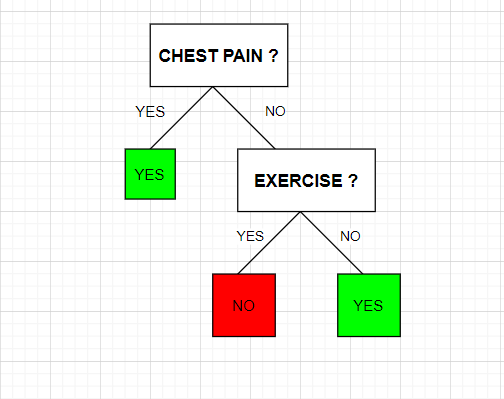 CHEST PAIN ?
YES
NO
YES
EXERCISE ?
YES
NO
NO
YES